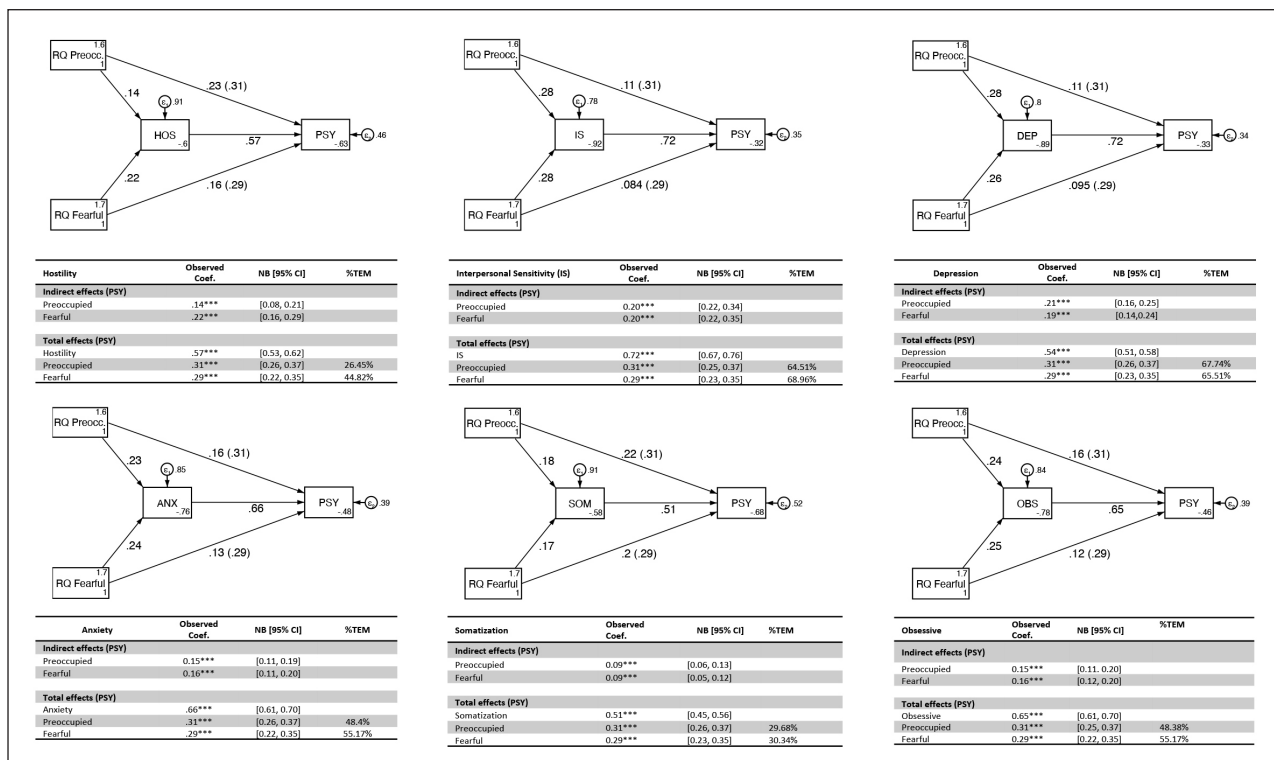 1.6
RQ Preocc.
1
.23 (.31)
.14
ε₁ .91
HOS
-.6
.57
PSY
-.63
ε₂ .46
.22
.16 (.29)
1.7
RQ Fearful
1
Hostility Observed Coef. NB [95% CI] %TEM
Indirect effects (PSY)
Preoccupied .14*** [0.08, 0.21]
Fearful .22*** [0.16, 0.29]
Total effects (PSY)
Hostility .57*** [0.53, 0.62]
Preoccupied .31*** [0.26, 0.37] 26.45%
Fearful .29*** [0.22, 0.35] 44.82%
1.6
RQ Preocc.
1
.11 (.31)
.28
ε₁ .78
IS
-.92
.72
PSY
-.32
ε₂ .35
.28
.084 (.29)
1.7
RQ Fearful
1
Interpersonal Sensitivity (IS) Observed Coef. NB [95% CI] %TEM
Indirect effects (PSY)
Preoccupied 0.20*** [0.22, 0.34]
Fearful 0.20*** [0.22, 0.35]
Total effects (PSY)
IS 0.72*** [0.67, 0.76]
Preoccupied 0.31*** [0.25, 0.37] 64.51%
Fearful 0.29*** [0.23, 0.35] 68.96%
1.6
RQ Preocc.
1
.11 (.31)
.28
ε₁ .8
DEP
-.89
.72
PSY
-.33
ε₂ .34
.26
.095 (.29)
1.7
RQ Fearful
1
Depression Observed Coef. NB [95% CI] %TEM
Indirect effects (PSY)
Preoccupied .21*** [0.16, 0.25]
Fearful .19*** [0.14,0.24]
Total effects (PSY)
Depression .54*** [0.51, 0.58]
Preoccupied .31*** [0.26, 0.37] 67.74%
Fearful .29*** [0.23, 0.35] 65.51%
1.6
RQ Preocc.
1
.16 (.31)
.23
ε₁ .85
ANX
-.76
.66
PSY
-.48
ε₂ .39
.24
.13 (.29)
1.7
RQ Fearful
1
Anxiety Observed Coef. NB [95% CI] %TEM
Indirect effects (PSY)
Preoccupied 0.15*** [0.11, 0.19]
Fearful 0.16*** [0.11, 0.20]
Total effects (PSY)
Anxiety .66*** [0.61, 0.70]
Preoccupied .31*** [0.26, 0.37] 48.4%
Fearful .29*** [0.22, 0.35] 55.17%
1.6
RQ Preocc.
1
.22 (.31)
.18
ε₁ .91
SOM
-.58
.51
PSY
-.68
ε₂ .52
.17
.2 (.29)
1.7
RQ Fearful
1
Somatization Observed Coef. NB [95% CI] %TEM
Indirect effects (PSY)
Preoccupied 0.09*** [0.06, 0.13]
Fearful 0.09*** [0.05, 0.12]
Total effects (PSY)
Somatization 0.51*** [0.45, 0.56]
Preoccupied 0.31*** [0.26, 0.37] 29.68%
Fearful 0.29*** [0.23, 0.35] 30.34%
1.6
RQ Preocc.
1
.16 (.31)
.24
ε₁ .84
OBS
-.78
.65
PSY
-.46
ε₂ .39
.25
.12 (.29)
1.7
RQ Fearful
1
Obsessive Observed Coef. NB [95% CI] %TEM
Indirect effects (PSY)
Preoccupied 0.15*** [0.11. 0.20]
Fearful 0.16*** [0.12, 0.20]
Total effects (PSY)
Obsessive 0.65*** [0.61, 0.70]
Preoccupied 0.31*** [0.25, 0.37] 48.38%
Fearful 0.29*** [0.22, 0.35] 55.17%